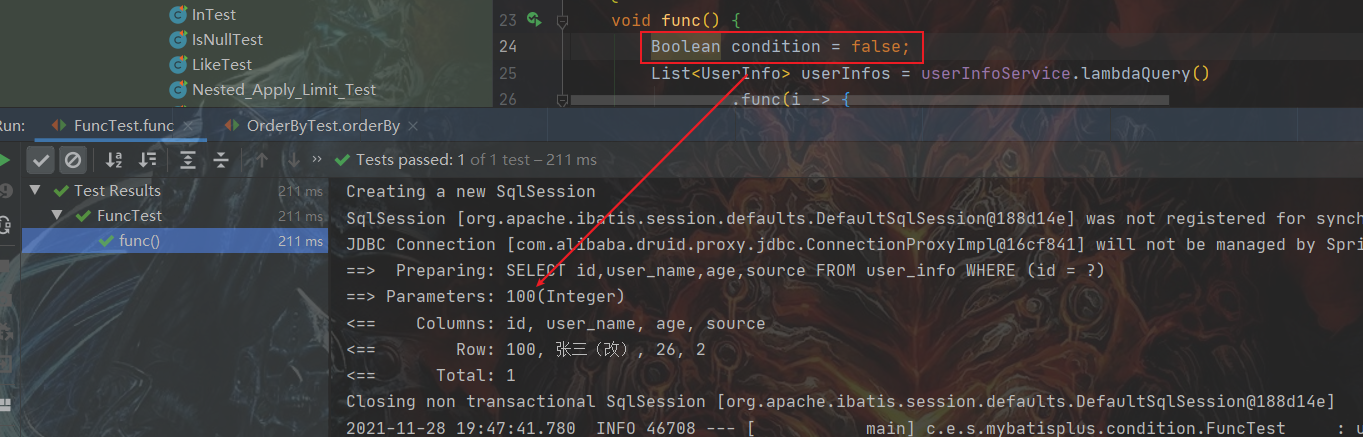 InTest
IsNullTest
LikeTest
Nested_Apply_Limit_Test
23 void func() {
24 Boolean condition = false;
25 List<UserInfo> userInfos = userInfoService.lambdaQuery()
26 .func(i -> {
Run: FuncTest.func × OrderByTest.orderBy ×
» Tests passed: 1 of 1 test – 211 ms
Test Results 211 ms
FuncTest 211 ms
func() 211 ms
Creating a new SqlSession
SqlSession [org.apache.ibatis.session.defaults.DefaultSqlSession@188d14e] was not registered for synch
JDBC Connection [com.alibaba.druid.proxy.jdbc.ConnectionProxyImpl@16cf841] will not be managed by Spri
==>  Preparing: SELECT id,user_name,age,source FROM user_info WHERE (id = ?)
==> Parameters: 100(Integer)
<==    Columns: id, user_name, age, source
<==        Row: 100, 张三（改）, 26, 2
<==      Total: 1
Closing non transactional SqlSession [org.apache.ibatis.session.defaults.DefaultSqlSession@188d14e]
2021-11-28 19:47:41.780  INFO 46708 --- [           main] c.e.s.mybatisplus.condition.FuncTest     : u